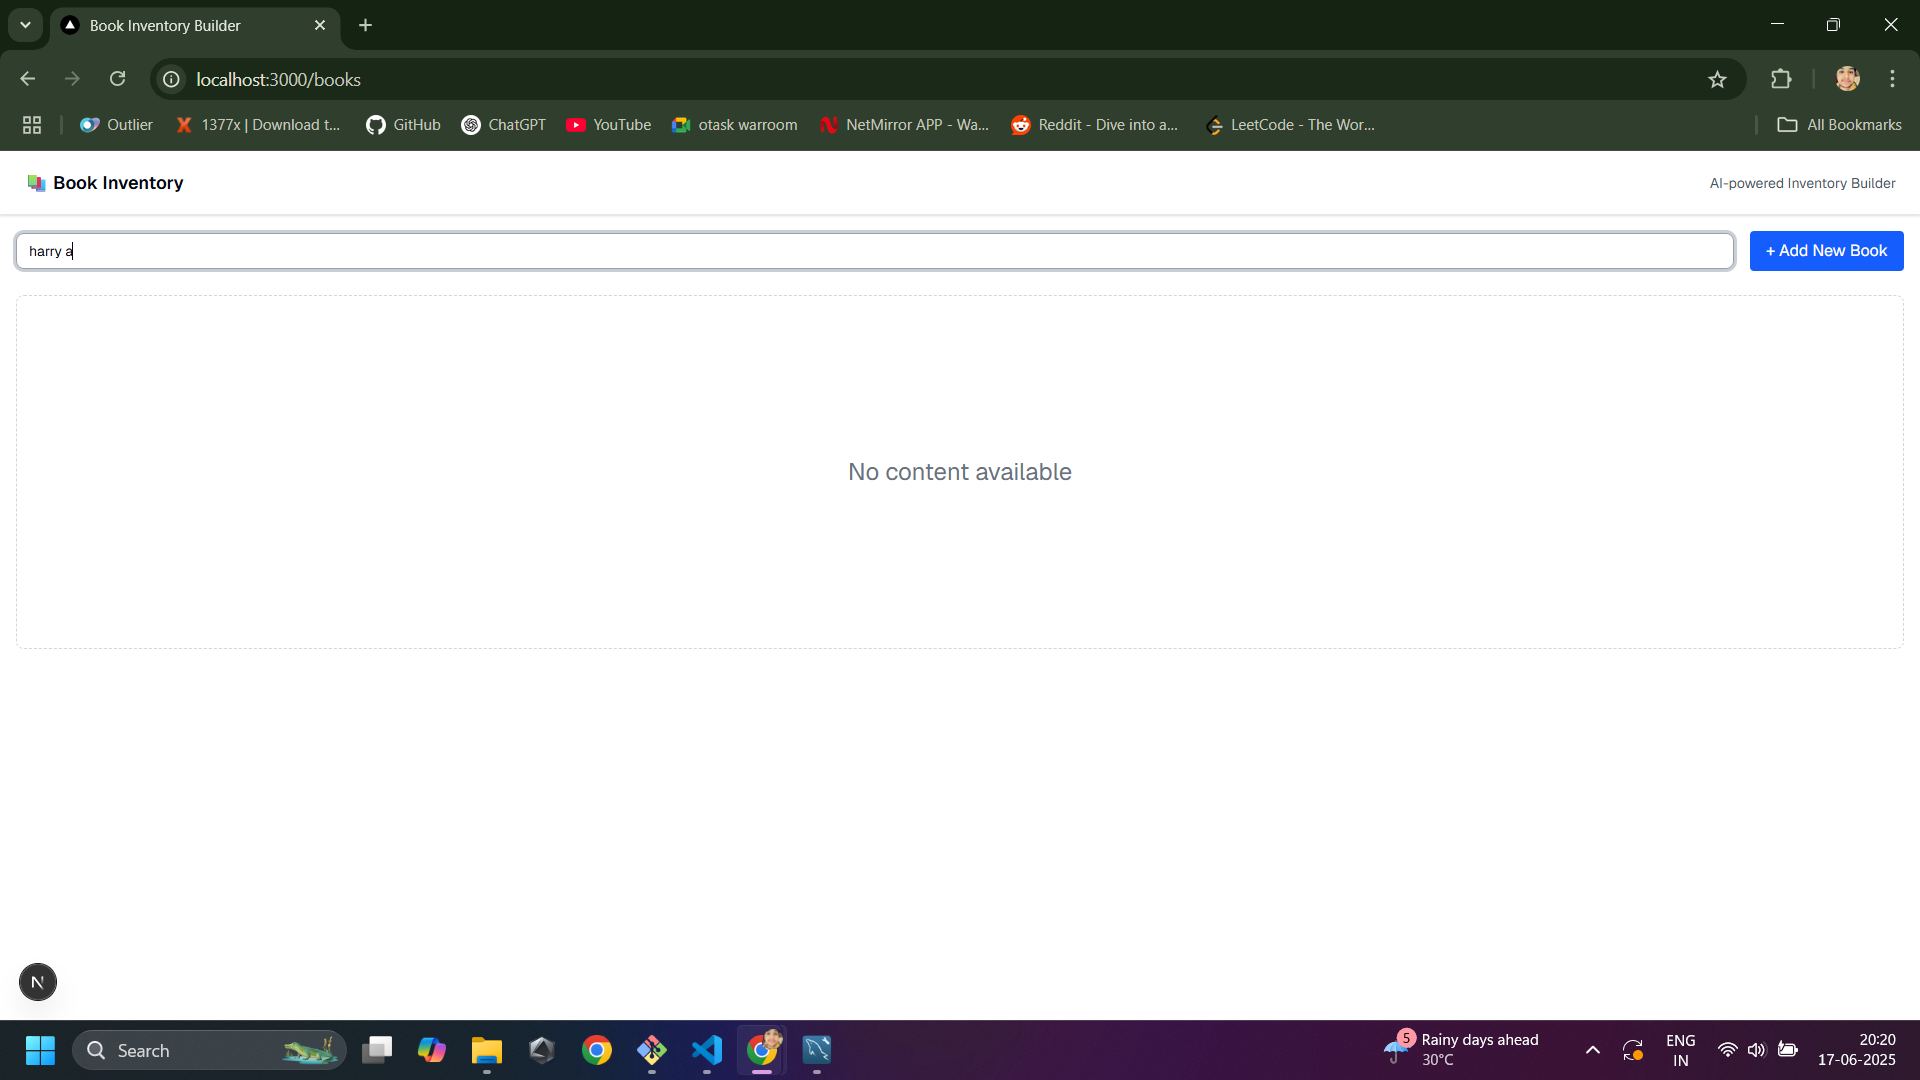 Book Inventory Builder
localhost:3000/books
Outlier
1377x | Download t...
GitHub
ChatGPT
YouTube
otask warroom
NetMirror APP - Wa...
Reddit - Dive into a...
LeetCode - The Wor...
All Bookmarks
Book Inventory
AI-powered Inventory Builder
harry a
+ Add New Book
No content available
N
Search
5
Rainy days ahead
30°C
ENG
IN
20:20
17-06-2025